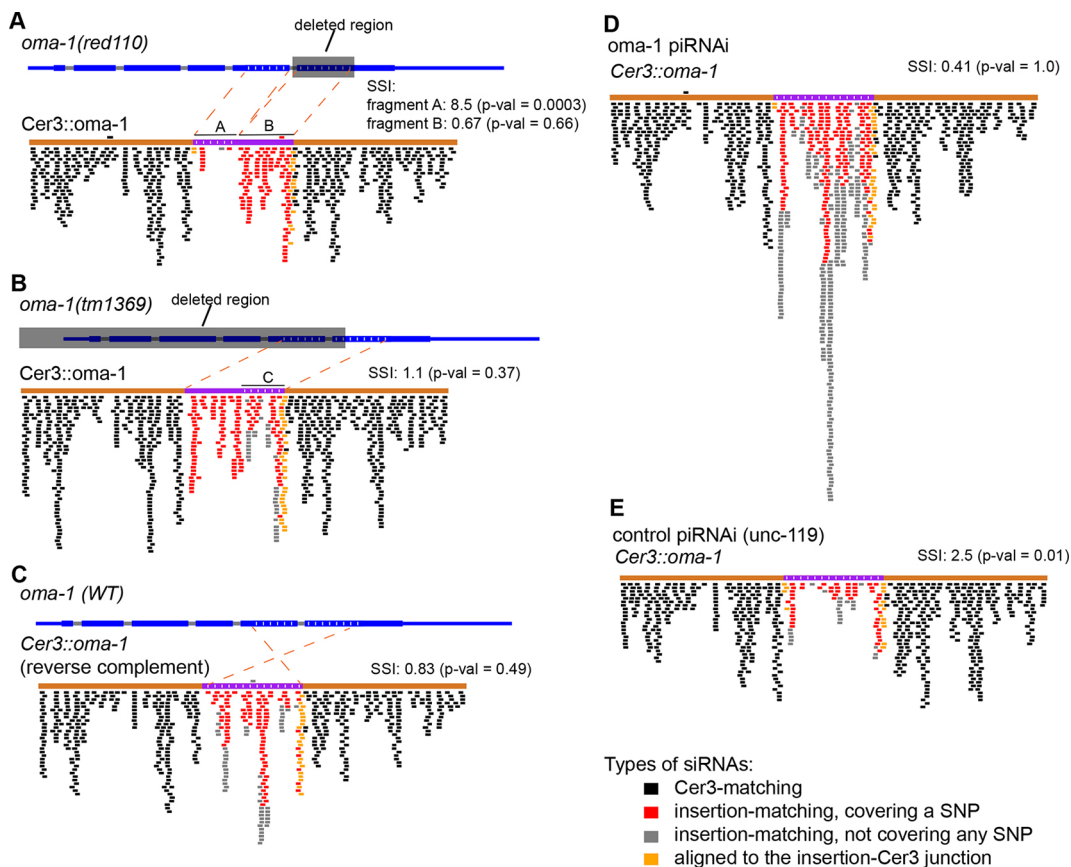 A
oma-1(red110)
deleted region
SSI:
fragment A: 8.5 (p-val = 0.0003)
fragment B: 0.67 (p-val = 0.66)
Cer3::oma-1
A
B
B
oma-1(tm1369)
deleted region
Cer3::oma-1
C
SSI: 1.1 (p-val = 0.37)
C
oma-1 (WT)
Cer3::oma-1
(reverse complement)
SSI: 0.83 (p-val = 0.49)
D
oma-1 piRNAi
Cer3::oma-1
SSI: 0.41 (p-val = 1.0)
E
control piRNAi (unc-119)
Cer3::oma-1
SSI: 2.5 (p-val = 0.01)
Types of siRNAs:
Cer3-matching
insertion-matching, covering a SNP
insertion-matching, not covering any SNP
aligned to the insertion-Cer3 junction